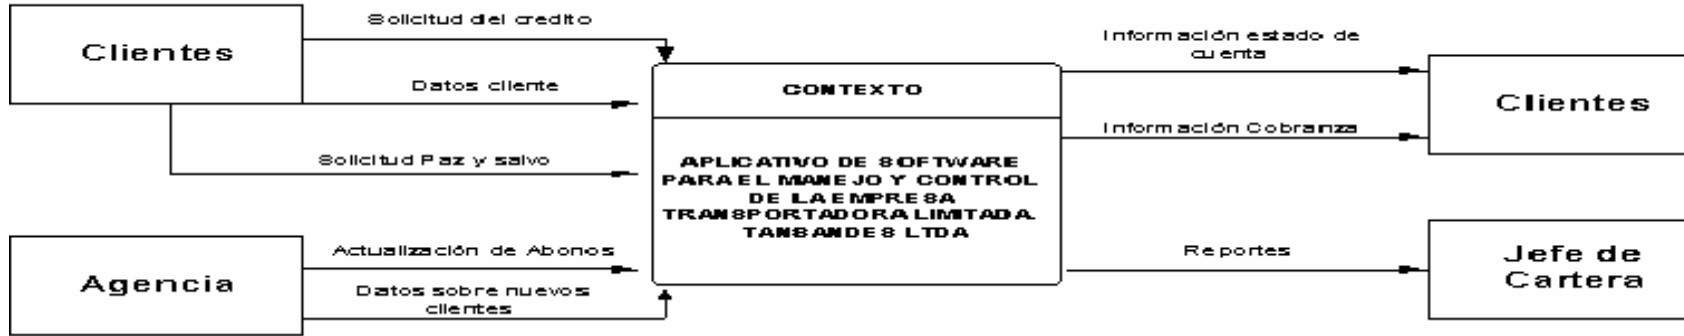 Solicitud del credito
Clientes
Datos cliente
Solicitud Paz y salvo
Agencia
Actualización de Abonos
Datos sobre nuevos
clientes
CONTEXTO
APLICATIVO DE SOFTWARE
PARA EL MANEJO Y CONTROL
DE LA EMPRESA
TRANSPORTADORA LIMITADA.
TANSANDES LTDA
Información estado de
cuenta
Información Cobranza
Clientes
Reportes
Jefe de
Cartera